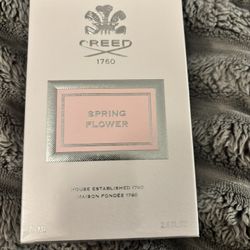 CREED
1760
SPRING
FLOWER
HOUSE ESTABLISHED 1760
MAISON FONDÉE 1760